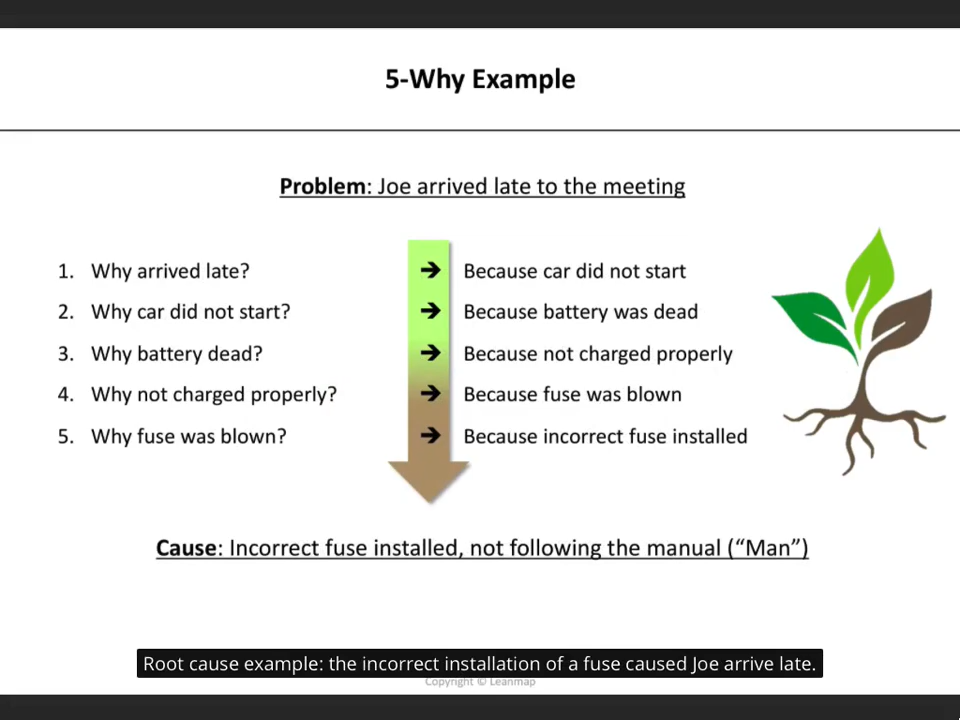 5-Why Example
Problem: Joe arrived late to the meeting
1. Why arrived late? ➔ Because car did not start
2. Why car did not start? ➔ Because battery was dead
3. Why battery dead? ➔ Because not charged properly
4. Why not charged properly? ➔ Because fuse was blown
5. Why fuse was blown? ➔ Because incorrect fuse installed
Cause: Incorrect fuse installed, not following the manual (“Man”)
Root cause example: the incorrect installation of a fuse caused Joe arrive late.
Copyright © Leanmap